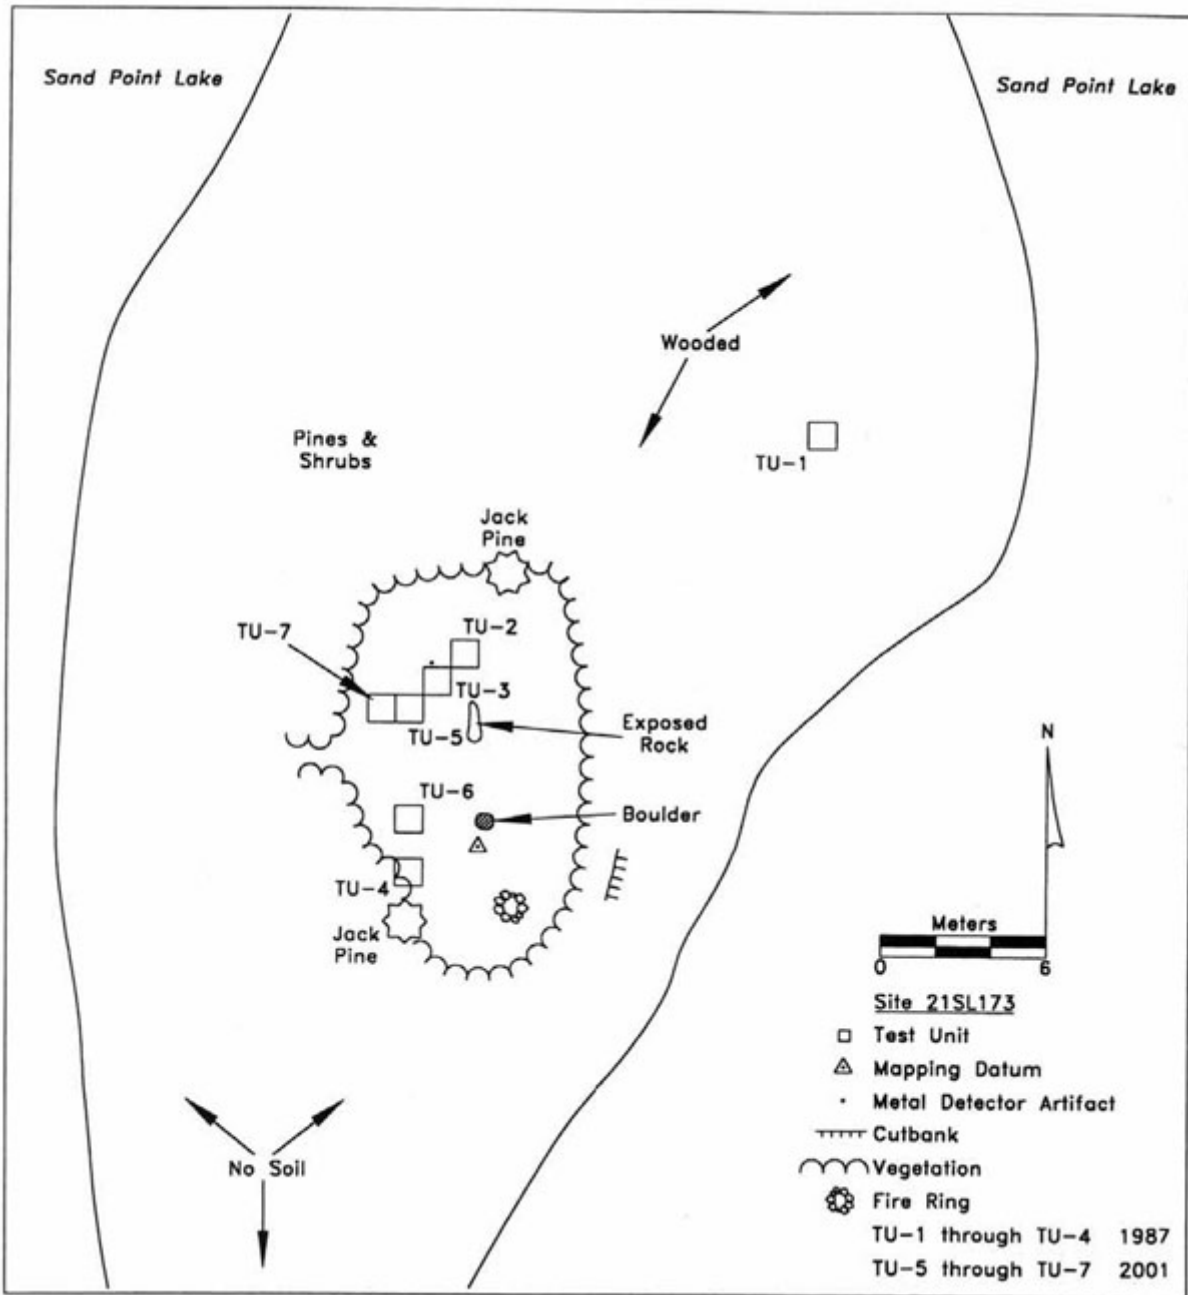 Sand Point Lake
Sand Point Lake
Wooded
TU-1
Pines &
Shrubs
Jack
Pine
TU-7
TU-2
TU-3
TU-5
Exposed
Rock
N
TU-6
Boulder
TU-4
Jack
Pine
Meters
0 6
Site 21SL173
Test Unit
Mapping Datum
Metal Detector Artifact
Cutbank
Vegetation
No Soil
Fire Ring
TU-1 through TU-4 1987
TU-5 through TU-7 2001